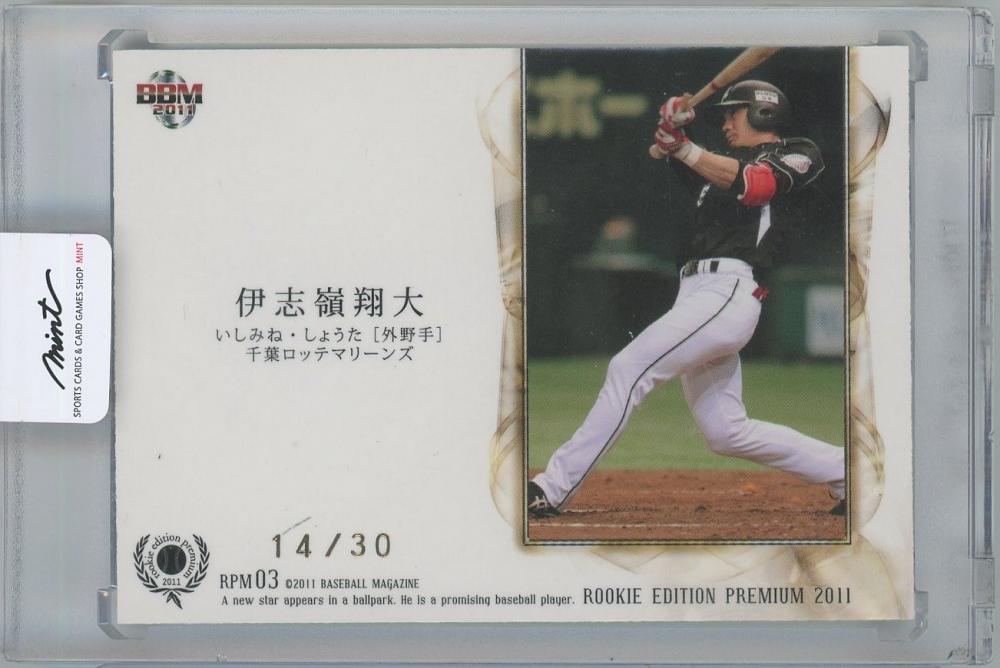 BBM
2011
ホー
伊志嶺翔大
いしみね・しょうた［外野手］
千葉ロッテマリーンズ
mint
SPORTS CARDS & CARD GAMES SHOP MINT
14/30
rookie edition premium
2011
RPM03 ©2011 BASEBALL MAGAZINE
A new star appears in a ballpark. He is a promising baseball player. ROOKIE EDITION PREMIUM 2011